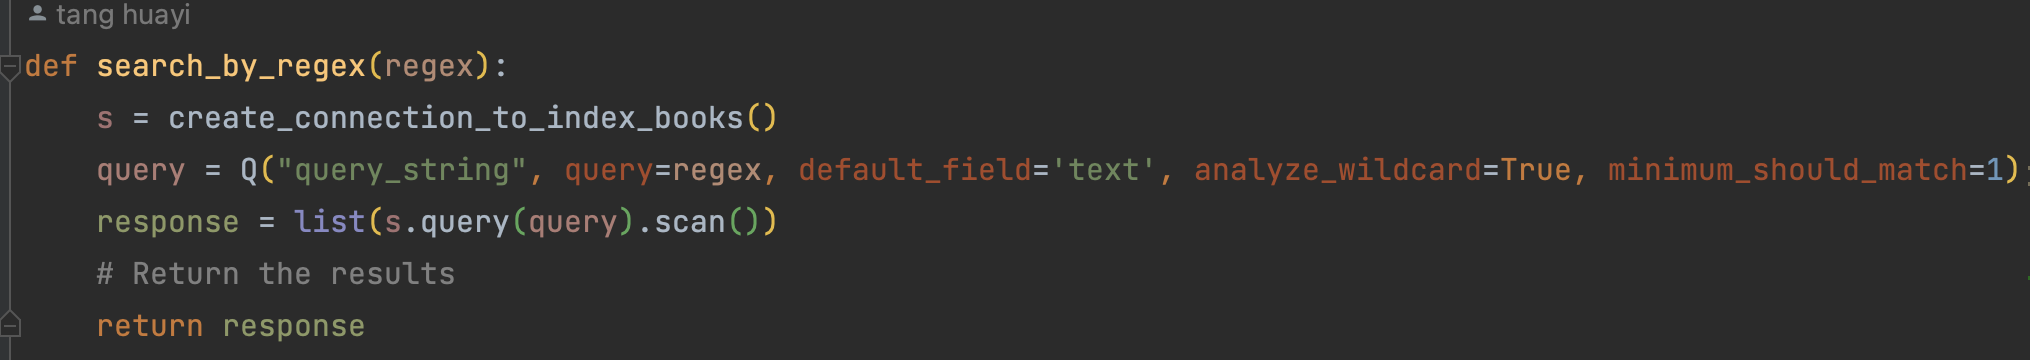 tang huayi
def search_by_regex(regex):
    s = create_connection_to_index_books()
    query = Q("query_string", query=regex, default_field='text', analyze_wildcard=True, minimum_should_match=1)
    response = list(s.query(query).scan())
    # Return the results
    return response